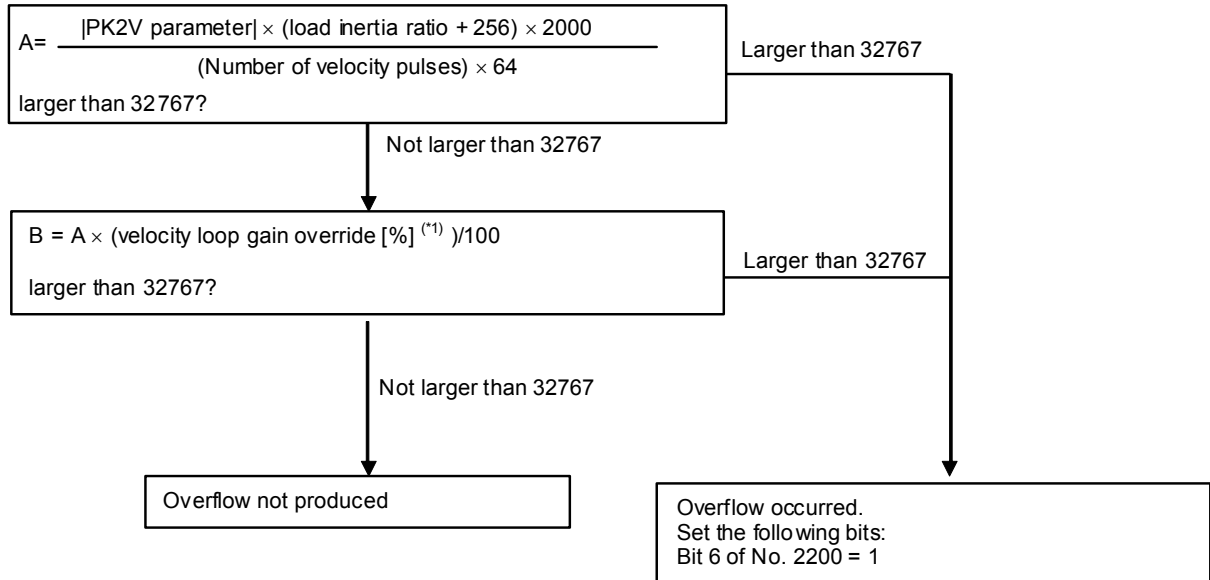 |PK2V parameter| × (load inertia ratio + 256) × 2000
A=
(Number of velocity pulses) × 64
larger than 32767?
Larger than 32767
Not larger than 32767
B = A × (velocity loop gain override [%] (*1) )/100
larger than 32767?
Larger than 32767
Not larger than 32767
Overflow not produced
Overflow occurred.
Set the following bits:
Bit 6 of No. 2200 = 1